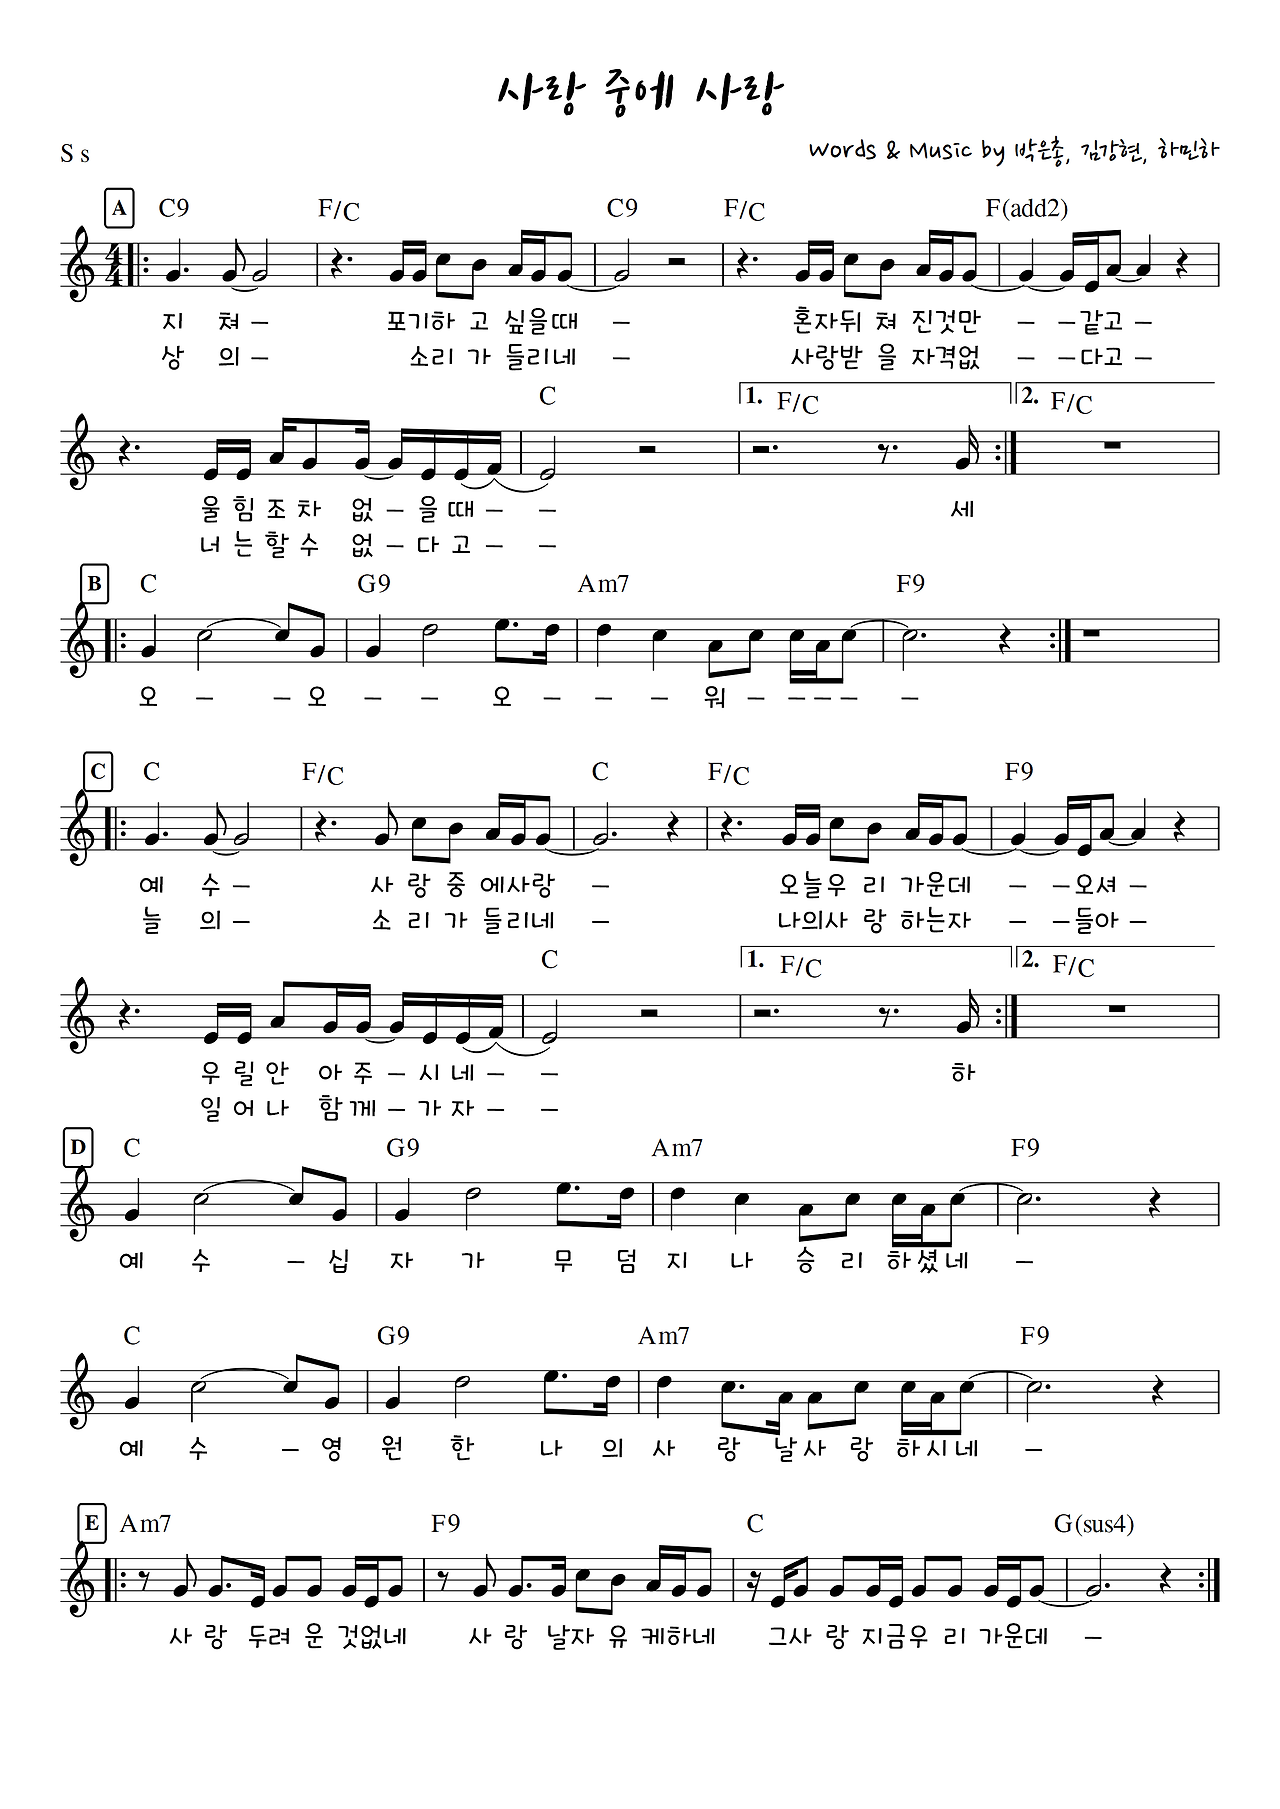 사랑 중에 사랑
S s
Words & Music by 박은총, 김강현, 하민하
A C9 F/C C9 F/C F(add2)
4/4
지 쳐 – 포기하 고 싶을때 – 혼자뒤 쳐 진것만 – – 같고 –
상 의 – 소리 가 들리네 – 사랑받 을 자격없 – – 다고 –
C 1. F/C 2. F/C
울 힘 조 차 없 – 을 때 – – 세
너 는 할 수 없 – 다 고 – –
B C G9 Am7 F9
오 – – 오 – – 오 – – – 워 – – – – –
C C F/C C F/C F9
예 수 – 사 랑 중 에사랑 – 오늘우 리 가운데 – – 오셔 –
늘 의 – 소 리 가 들리네 – 나의사 랑 하는자 – – 들아 –
C 1. F/C 2. F/C
우 릴 안 아 주 – 시 네 – – 하
일 어 나 함 께 – 가 자 – –
D C G9 Am7 F9
예 수 – 십 자 가 무 덤 지 나 승 리 하셨네 –
C G9 Am7 F9
예 수 – 영 원 한 나 의 사 랑 날사 랑 하시네 –
E Am7 F9 C G(sus4)
사 랑 두려 운 것없네 사 랑 날자 유 케하네 그사 랑 지금우 리 가운데 –